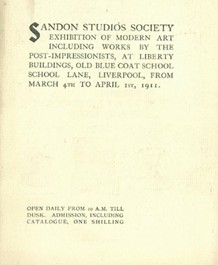 SANDON STUDIOS SOCIETY
EXHIBITION OF MODERN ART
INCLUDING WORKS BY THE
POST-IMPRESSIONISTS, AT LIBERTY
BUILDINGS, OLD BLUE COAT SCHOOL
SCHOOL LANE, LIVERPOOL, FROM
MARCH 4TH TO APRIL 1ST, 1911.
OPEN DAILY FROM 10 A.M. TILL
DUSK. ADMISSION, INCLUDING
CATALOGUE, ONE SHILLING